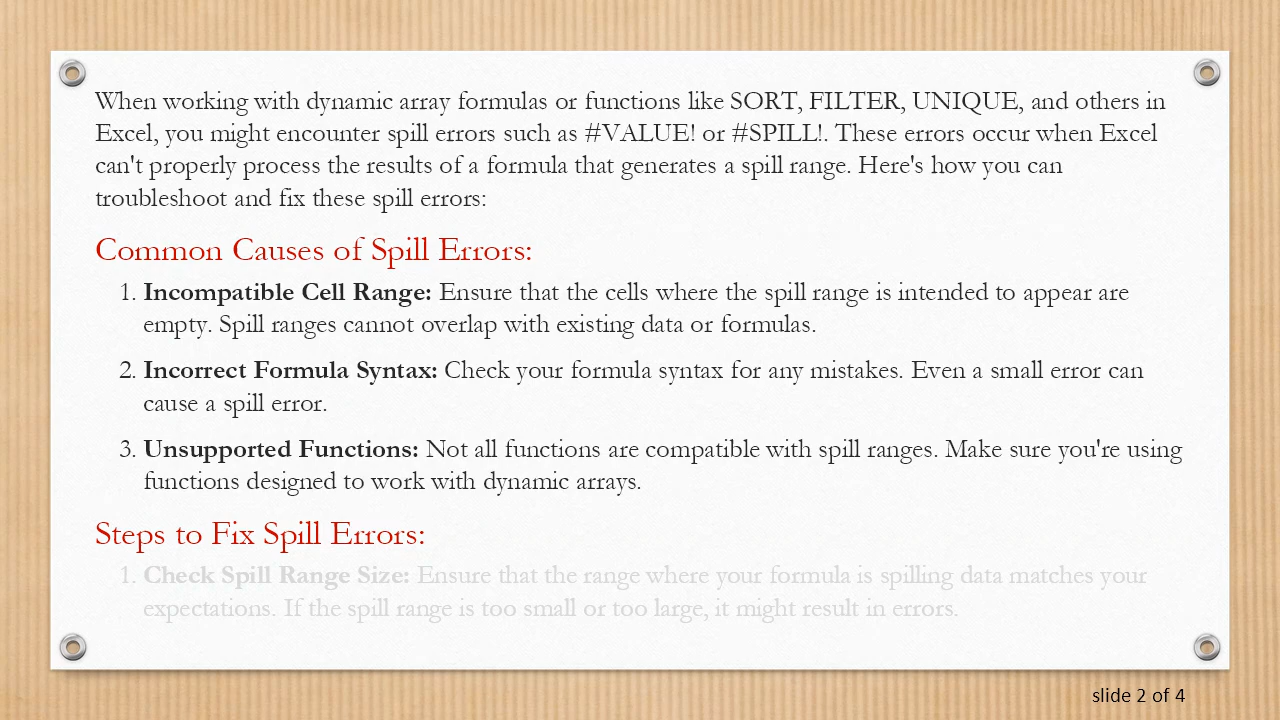 When working with dynamic array formulas or functions like SORT, FILTER, UNIQUE, and others in
Excel, you might encounter spill errors such as #VALUE! or #SPILL!. These errors occur when Excel
can't properly process the results of a formula that generates a spill range. Here's how you can
troubleshoot and fix these spill errors:
Common Causes of Spill Errors:
1. Incompatible Cell Range: Ensure that the cells where the spill range is intended to appear are
empty. Spill ranges cannot overlap with existing data or formulas.
2. Incorrect Formula Syntax: Check your formula syntax for any mistakes. Even a small error can
cause a spill error.
3. Unsupported Functions: Not all functions are compatible with spill ranges. Make sure you're using
functions designed to work with dynamic arrays.
Steps to Fix Spill Errors:
1. Check Spill Range Size: Ensure that the range where your formula is spilling data matches your
expectations. If the spill range is too small or too large, it might result in errors.
slide 2 of 4